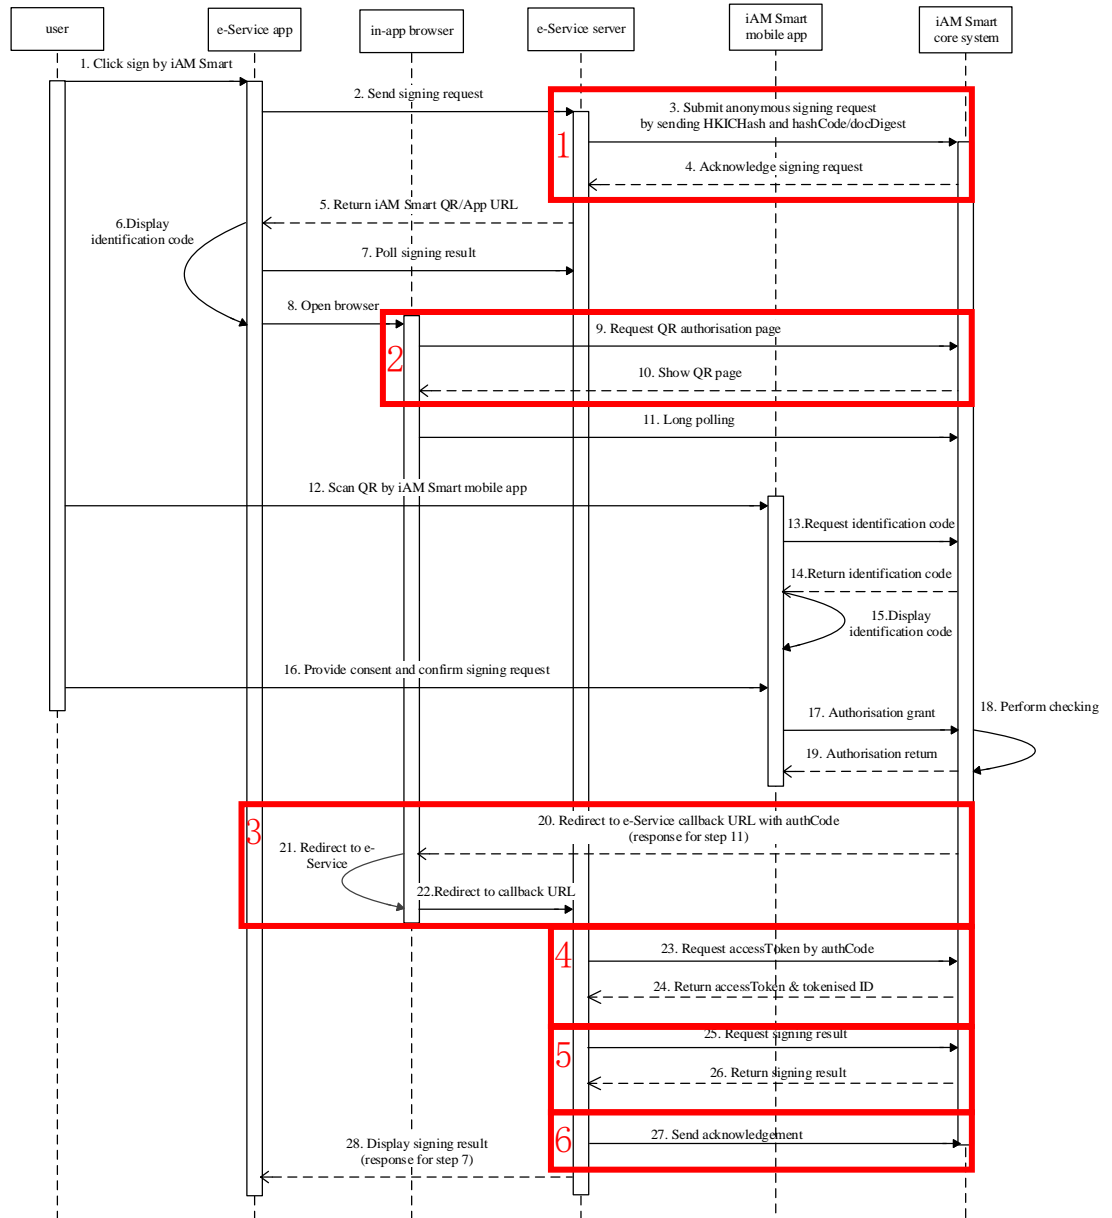 user
e-Service app
in-app browser
e-Service server
iAM Smart
mobile app
iAM Smart
core system
1. Click sign by iAM Smart
2. Send signing request
1
3. Submit anonymous signing request
by sending HKICHash and hashCode/docDigest
4. Acknowledge signing request
5. Return iAM Smart QR/App URL
6.Display
identification code
7. Poll signing result
8. Open browser
2
9. Request QR authorisation page
10. Show QR page
11. Long polling
12. Scan QR by iAM Smart mobile app
13.Request identification code
14.Return identification code
15.Display
identification code
16. Provide consent and confirm signing request
17. Authorisation grant
18. Perform checking
19. Authorisation return
3
20. Redirect to e-Service callback URL with authCode
(response for step 11)
21. Redirect to e-
Service
22.Redirect to callback URL
4
23. Request accessToken by authCode
24. Return accessToken & tokenised ID
5
25. Request signing result
26. Return signing result
6
27. Send acknowledgement
28. Display signing result
(response for step 7)